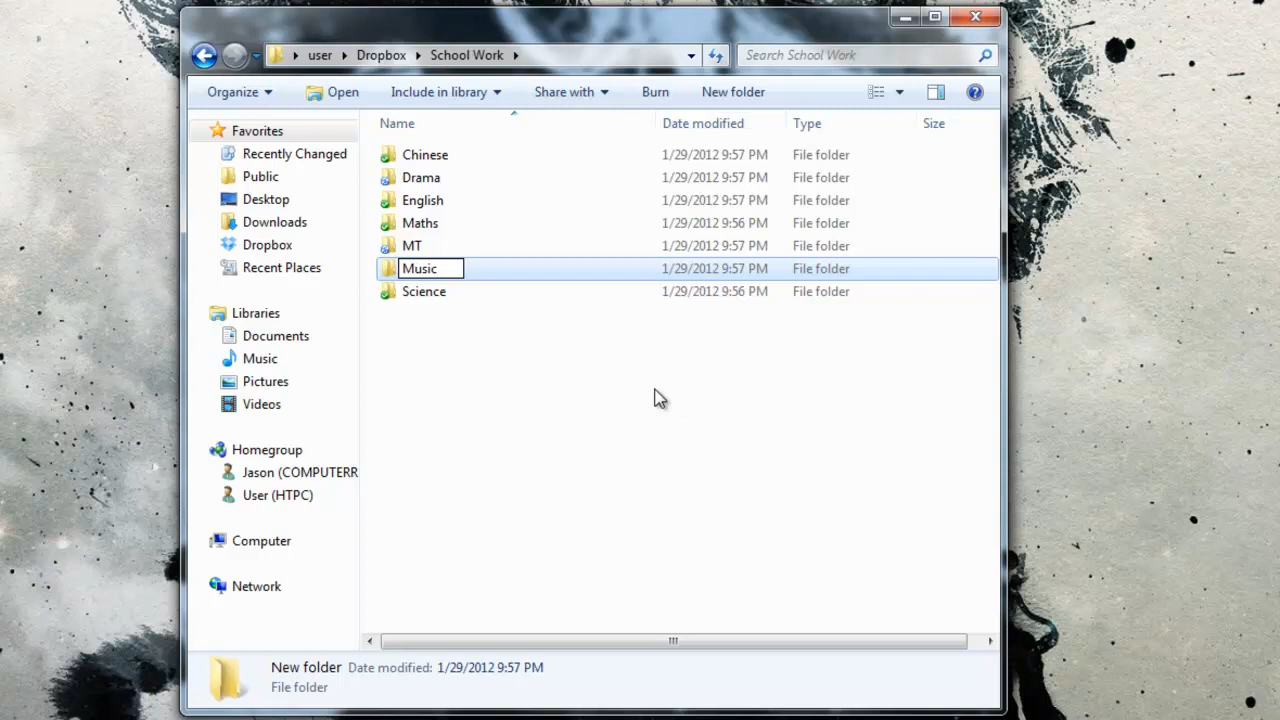 user Dropbox School Work Search School Work
Organize Open Include in library Share with Burn New folder
Name Date modified Type Size
Favorites
Recently Changed
Public
Desktop
Downloads
Dropbox
Recent Places
Libraries
Documents
Music
Pictures
Videos
Homegroup
Jason (COMPUTERR
User (HTPC)
Computer
Network
Chinese 1/29/2012 9:57 PM File folder
Drama 1/29/2012 9:57 PM File folder
English 1/29/2012 9:57 PM File folder
Maths 1/29/2012 9:56 PM File folder
MT 1/29/2012 9:57 PM File folder
Music 1/29/2012 9:57 PM File folder
Science 1/29/2012 9:56 PM File folder
New folder Date modified: 1/29/2012 9:57 PM
File folder